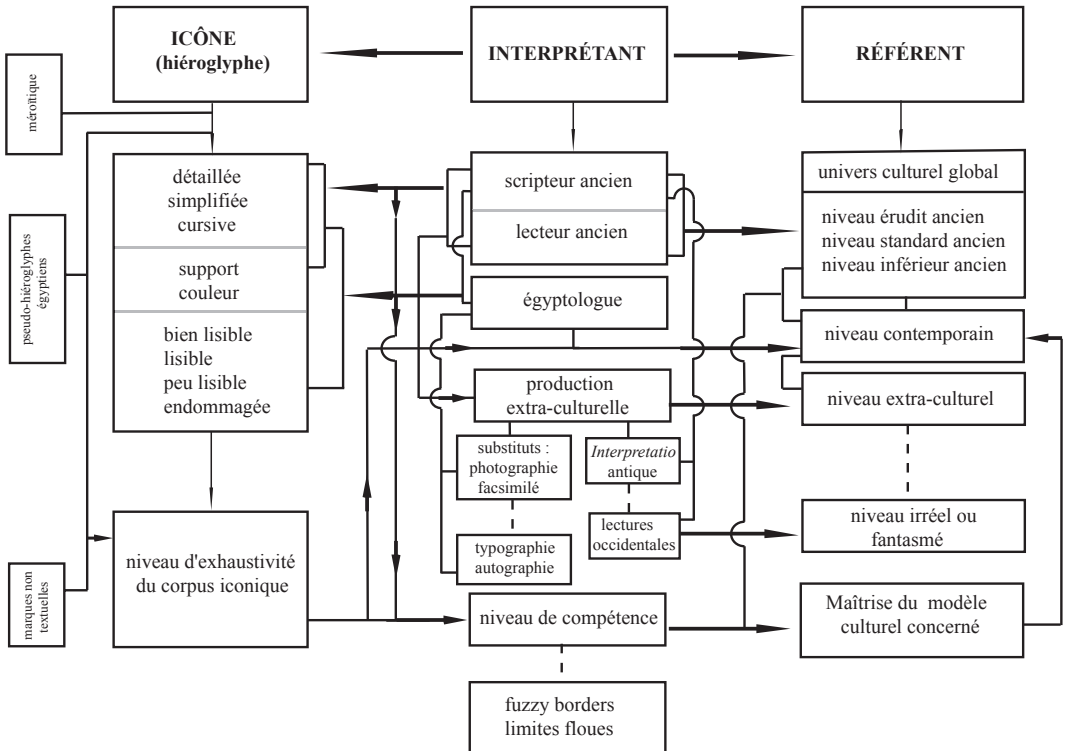 ICÔNE
(hiéroglyphe)
INTERPRÉTANT
RÉFÉRENT
méroïtique
pseudo-hiéroglyphes
égyptiens
marques non
textuelles
détaillée
simplifiée
cursive
support
couleur
bien lisible
lisible
peu lisible
endommagée
niveau d'exhaustivité
du corpus iconique
scripteur ancien
lecteur ancien
égyptologue
production
extra-culturelle
substituts :
photographie
facsimilé
Interpretatio
antique
typographie
autographie
lectures
occidentales
niveau de compétence
fuzzy borders
limites floues
univers culturel global
niveau érudit ancien
niveau standard ancien
niveau inférieur ancien
niveau contemporain
niveau extra-culturel
niveau irréel ou
fantasmé
Maîtrise du modèle
culturel concerné